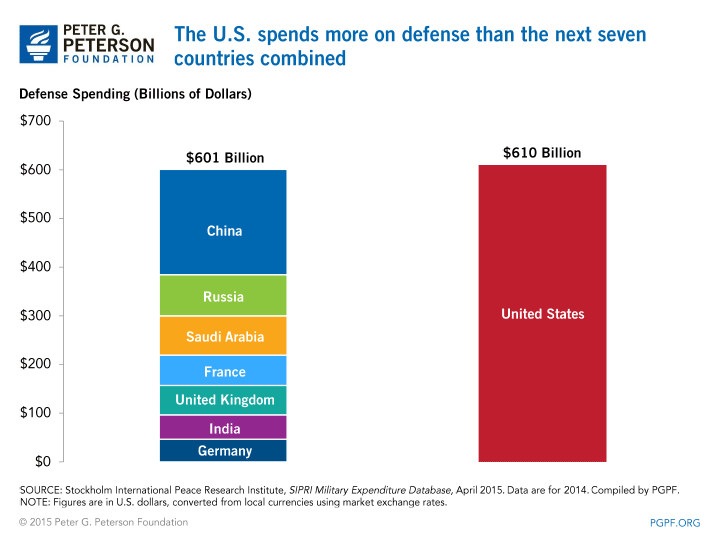 PETER G.
PETERSON
FOUNDATION
The U.S. spends more on defense than the next seven
countries combined
Defense Spending (Billions of Dollars)
$700
$600
$500
$400
$300
$200
$100
$0
$601 Billion
China
Russia
Saudi Arabia
France
United Kingdom
India
Germany
$610 Billion
United States
SOURCE: Stockholm International Peace Research Institute, SIPRI Military Expenditure Database, April 2015. Data are for 2014. Compiled by PGPF.
NOTE: Figures are in U.S. dollars, converted from local currencies using market exchange rates.
© 2015 Peter G. Peterson Foundation
PGPF.ORG